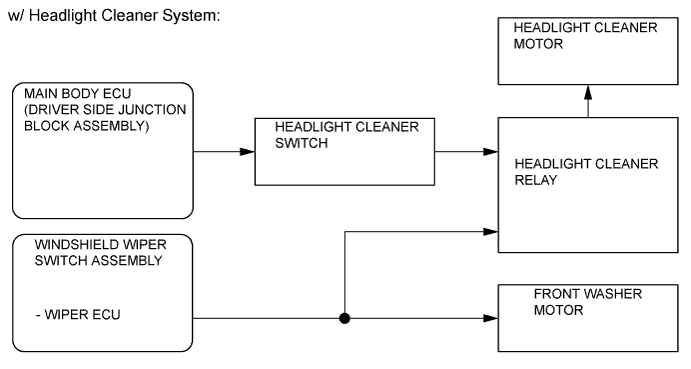 w/ Headlight Cleaner System:
HEADLIGHT CLEANER
MOTOR
MAIN BODY ECU
(DRIVER SIDE JUNCTION
BLOCK ASSEMBLY)
HEADLIGHT CLEANER
SWITCH
HEADLIGHT CLEANER
RELAY
WINDSHIELD WIPER
SWITCH ASSEMBLY
- WIPER ECU
FRONT WASHER
MOTOR